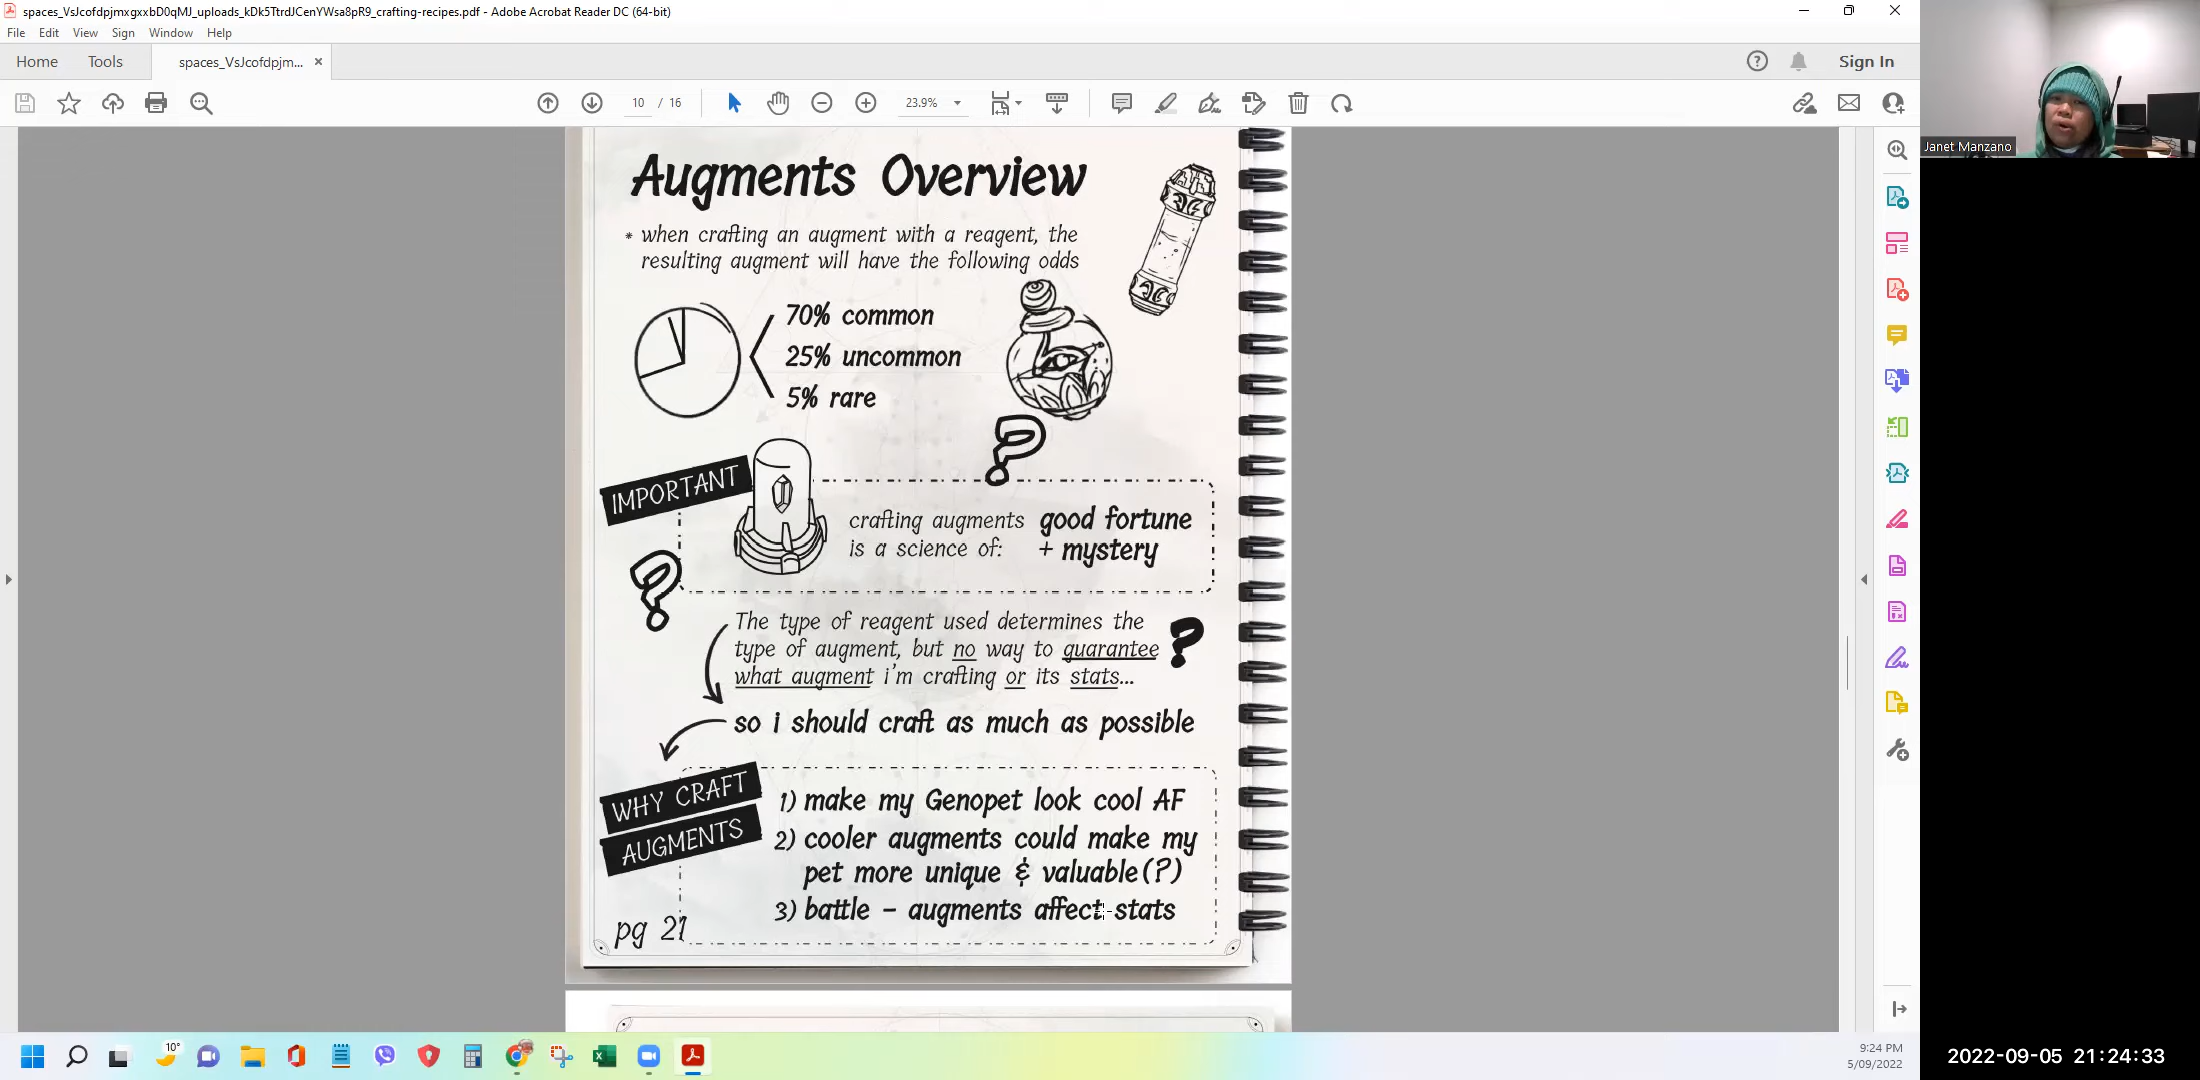 spaces_VsJcofdpjmxgxxbD0qMJ_uploads_kDk5TtrdJCenYWsa8pR9_crafting-recipes.pdf - Adobe Acrobat Reader DC (64-bit)
File Edit View Sign Window Help
Home Tools spaces_VsJcofdpjm... × Sign In
10 / 16 23.9%
Janet Manzano
Augments Overview
* when crafting an augment with a reagent, the
resulting augment will have the following odds
70% common
25% uncommon
5% rare
?
IMPORTANT
crafting augments good fortune
is a science of: + mystery
?
The type of reagent used determines the
type of augment, but no way to guarantee ?
what augment i'm crafting or its stats...
so i should craft as much as possible
WHY CRAFT
AUGMENTS
1) make my Genopet look cool AF
2) cooler augments could make my
pet more unique & valuable(?)
3) battle - augments affect stats
pg 21
10°
9:24 PM
5/09/2022
2022-09-05 21:24:33